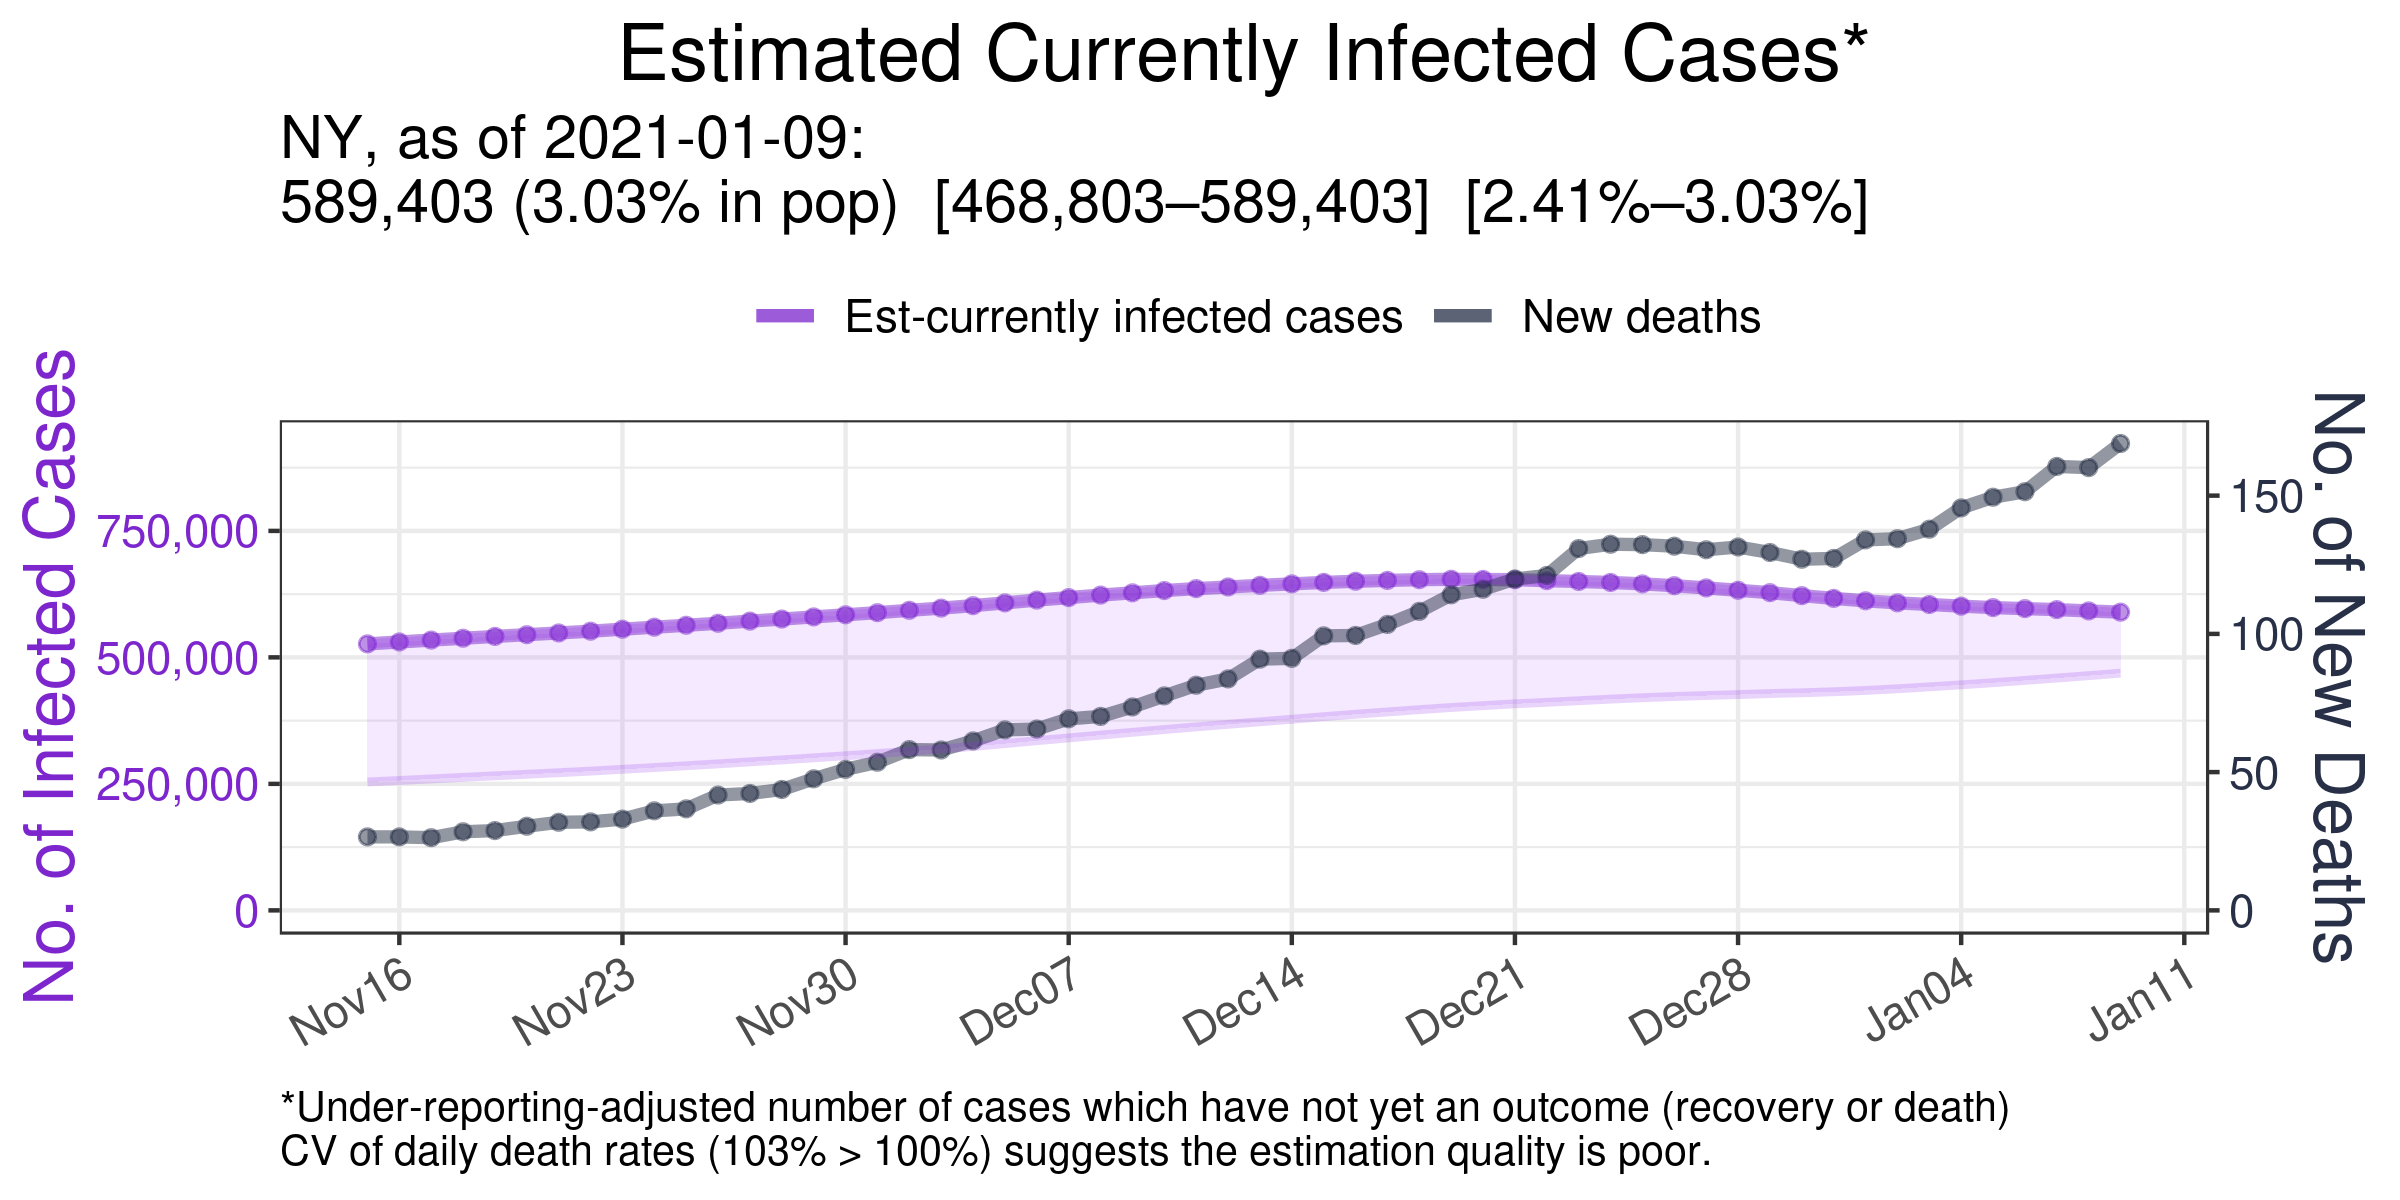 Estimated Currently Infected Cases*
NY, as of 2021-01-09:
589,403 (3.03% in pop)  [468,803–589,403]  [2.41%–3.03%]
Est-currently infected cases
New deaths
No. of Infected Cases
750,000
500,000
250,000
0
150
100
50
0
No. of New Deaths
Nov16
Nov23
Nov30
Dec07
Dec14
Dec21
Dec28
Jan04
Jan11
*Under-reporting-adjusted number of cases which have not yet an outcome (recovery or death)
CV of daily death rates (103% > 100%) suggests the estimation quality is poor.